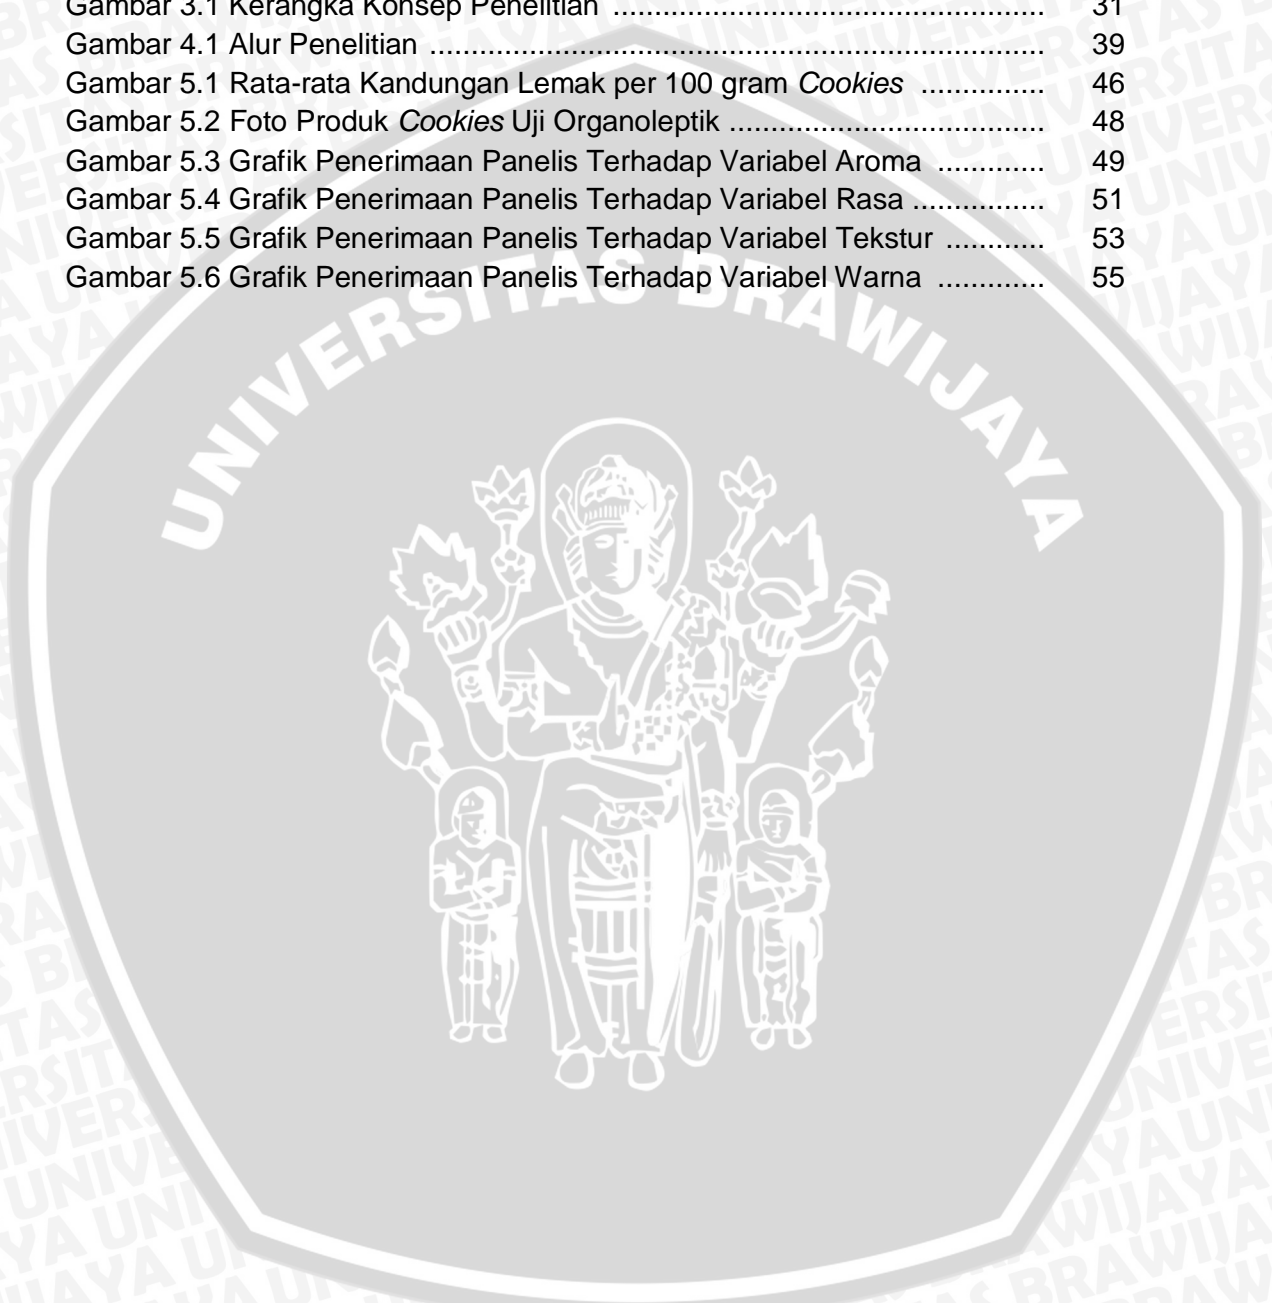 Gambar 3.1 Kerangka Konsep Penelitian ........................................... 31
Gambar 4.1 Alur Penelitian .............................................................. 39
Gambar 5.1 Rata-rata Kandungan Lemak per 100 gram Cookies ............... 46
Gambar 5.2 Foto Produk Cookies Uji Organoleptik ................................ 48
Gambar 5.3 Grafik Penerimaan Panelis Terhadap Variabel Aroma ............. 49
Gambar 5.4 Grafik Penerimaan Panelis Terhadap Variabel Rasa ................ 51
Gambar 5.5 Grafik Penerimaan Panelis Terhadap Variabel Tekstur ............ 53
Gambar 5.6 Grafik Penerimaan Panelis Terhadap Variabel Warna ............. 55
UNIVERSITAS BRAWIJAYA